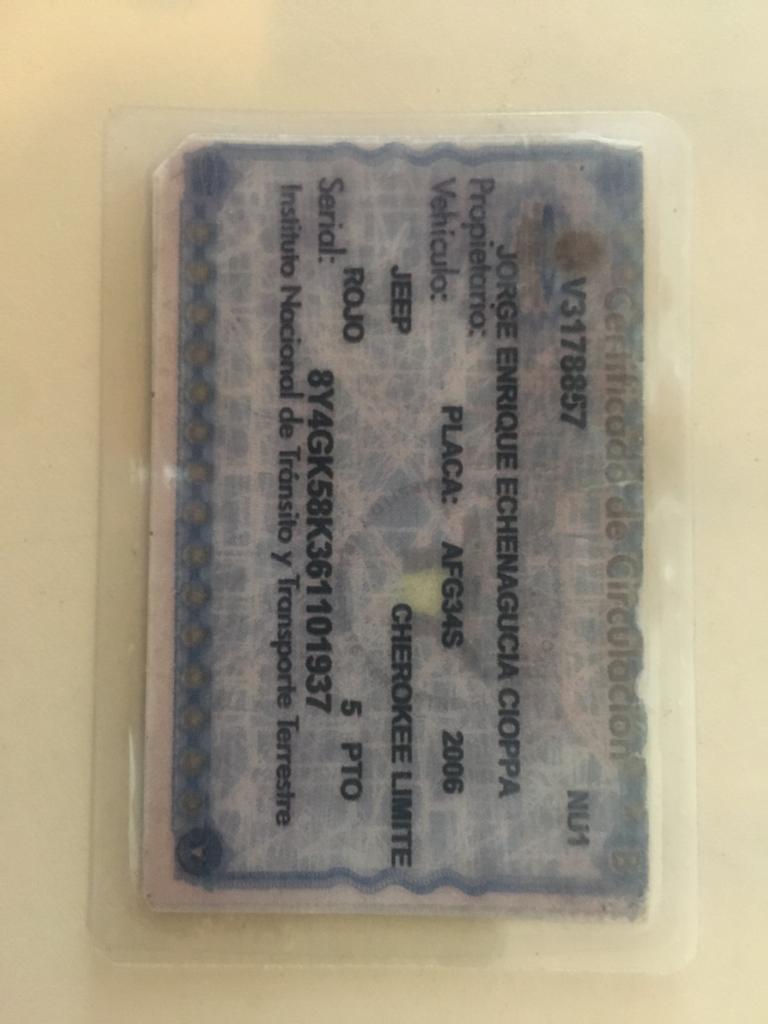 Certificado de Circulación
V3178857 NU1
JORGE ENRIQUE ECHENAGUCIA CIOPPA
Propietario:
Vehículo: PLACA: AFG34S 2006
JEEP CHEROKEE LIMITE
ROJO 5 PTO
Serial: 8Y4GK58K361101937
Instituto Nacional de Tránsito y Transporte Terrestre